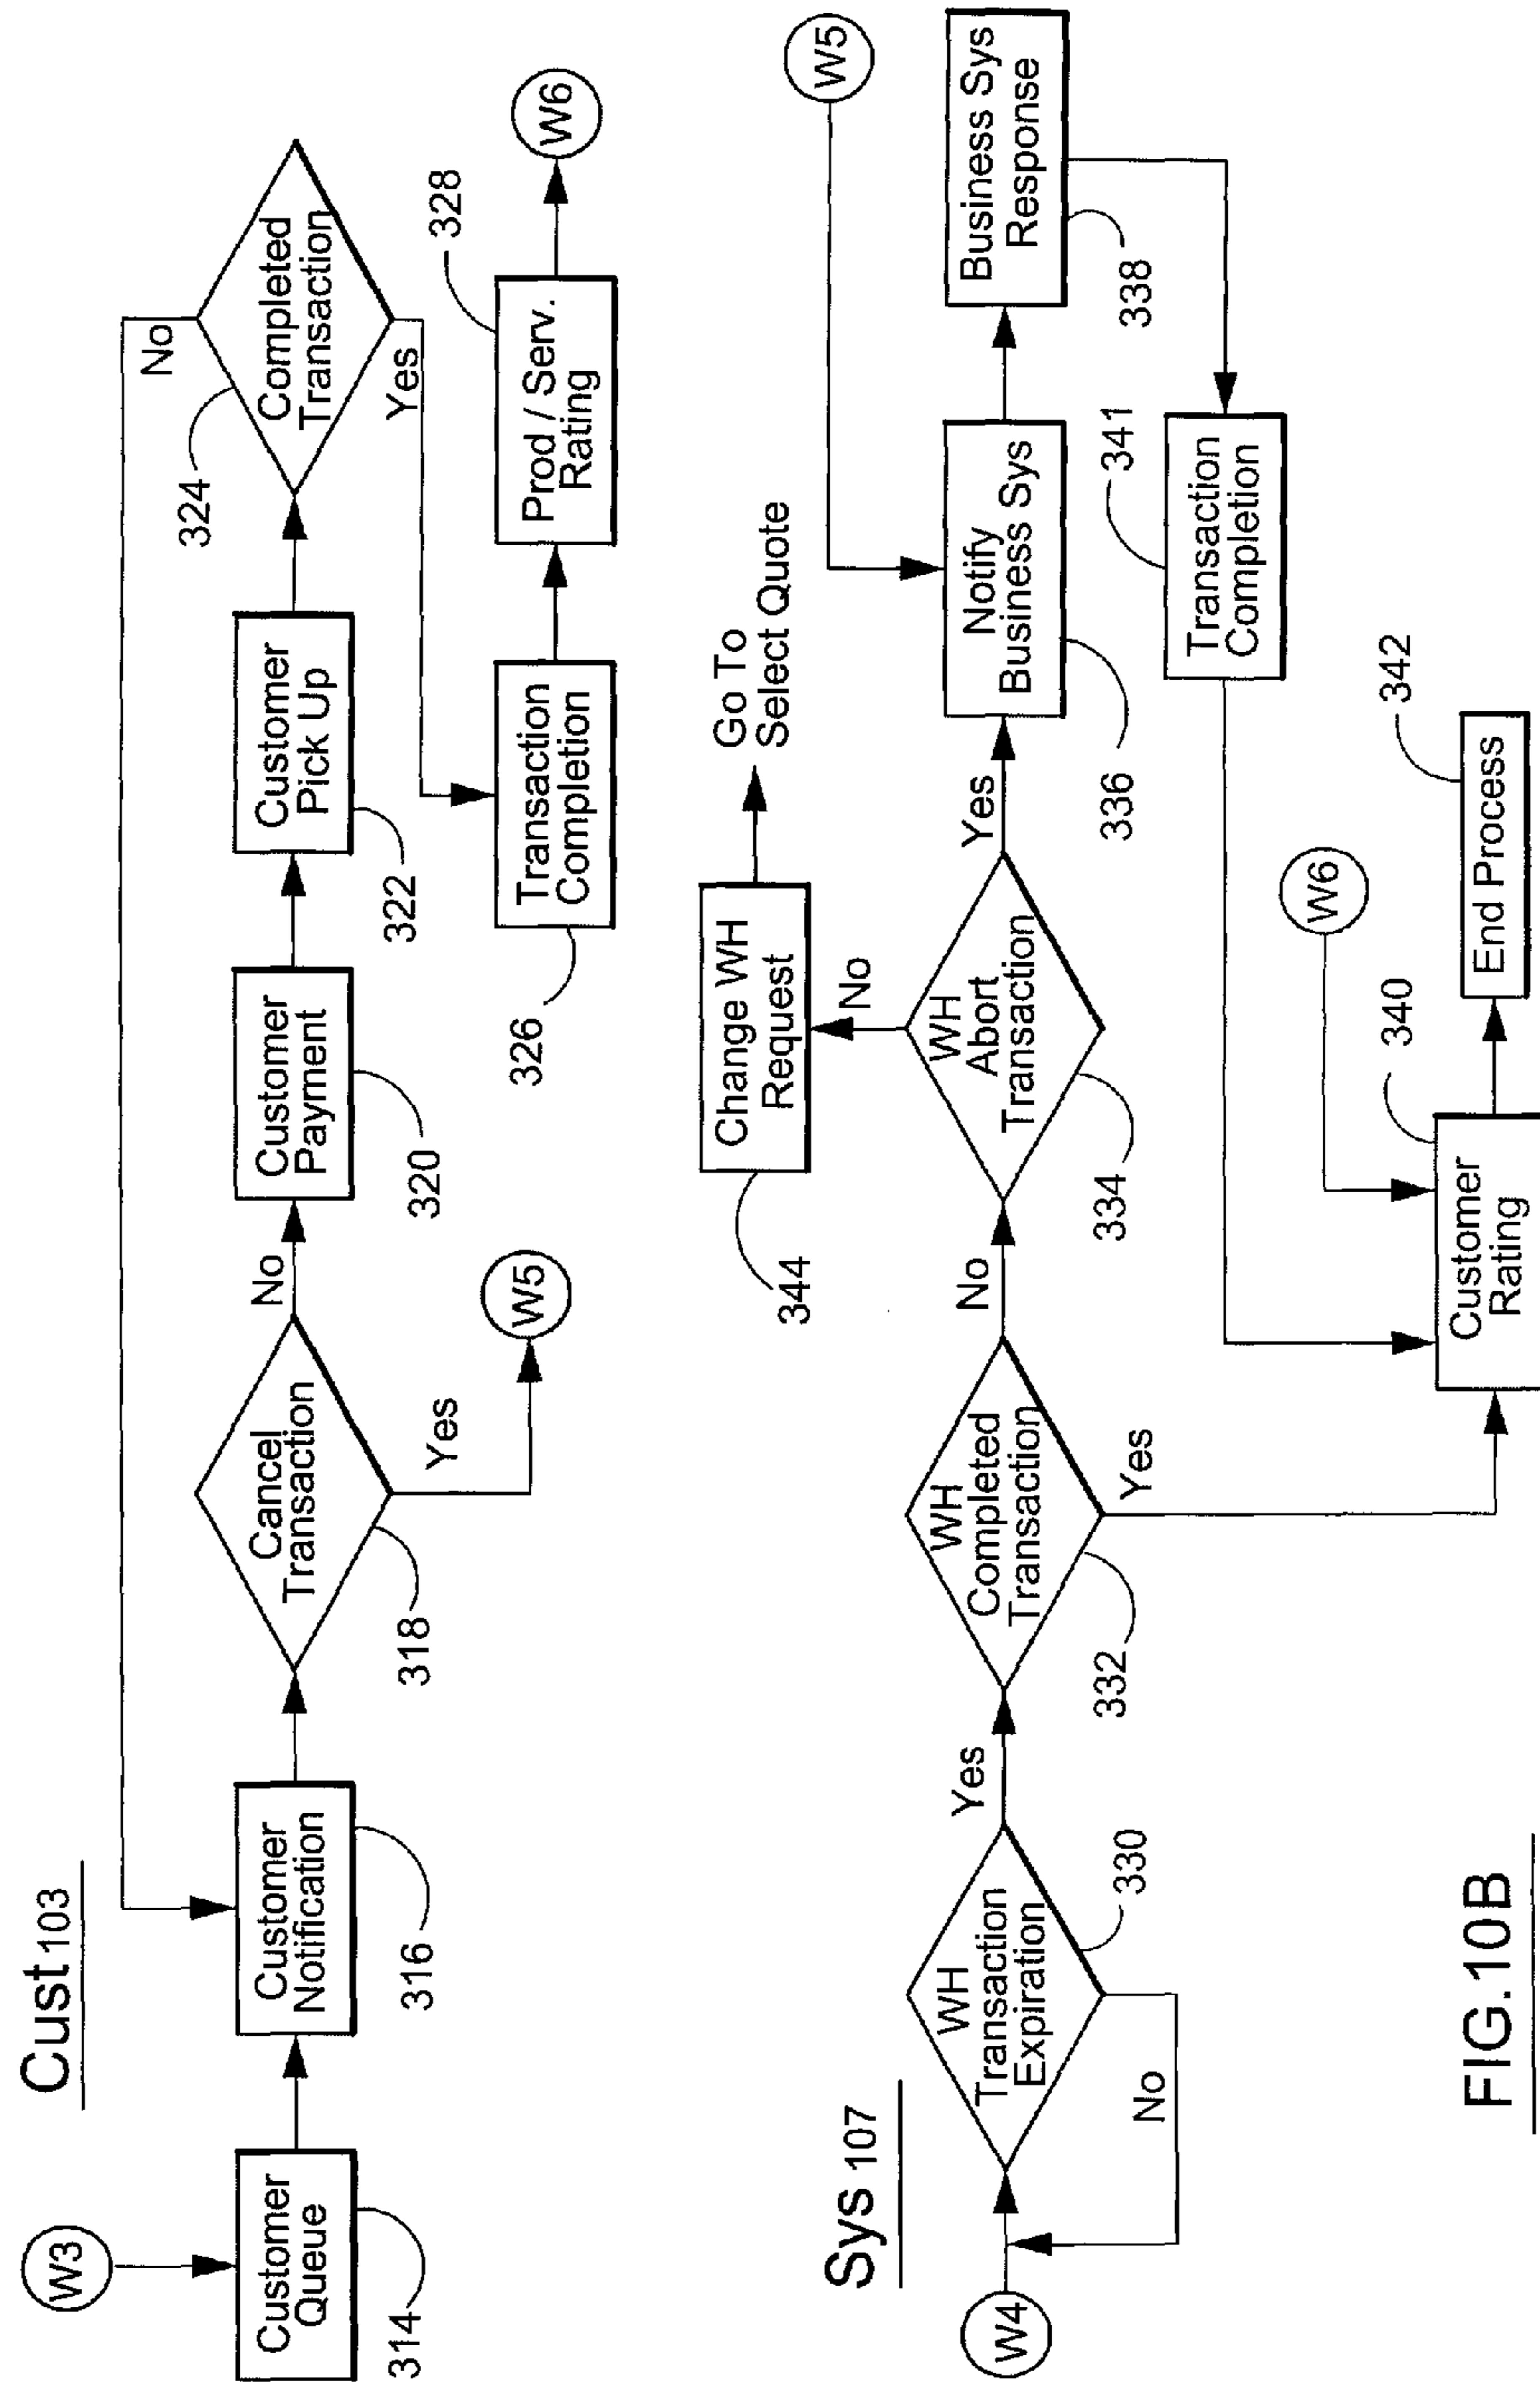 Cust 103
W3
Customer
Queue
314
Customer
Notification
316
Cancel
Transaction
318
No
Yes
W5
Customer
Payment
320
Customer
Pick Up
322
Completed
Transaction
324
No
Yes
Transaction
Completion
326
Prod / Serv.
Rating
328
W6
Sys 107
W4
WH
Transaction
Expiration
330
No
Yes
WH
Completed
Transaction
332
No
Yes
WH
Abort
Transaction
334
No
Yes
Change WH
Request
344
Go To
Select Quote
Notify
Business Sys
336
W5
Business Sys
Response
338
Transaction
Completion
341
Customer
Rating
340
W6
End Process
342
FIG.10B